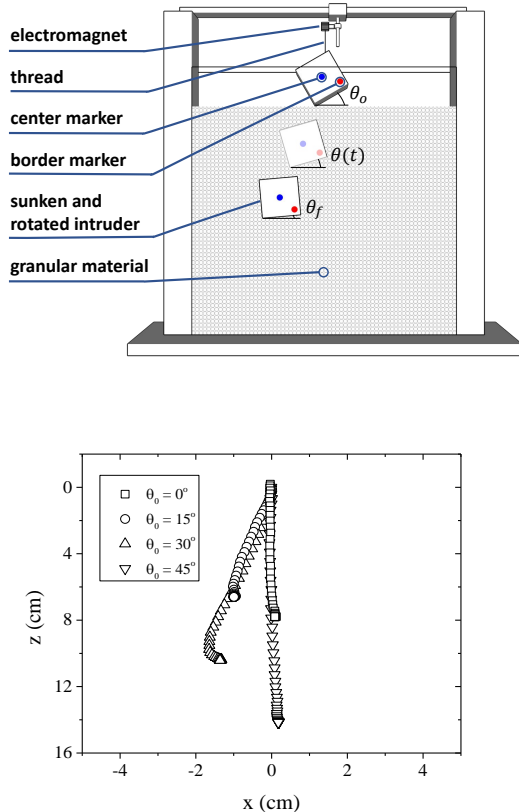 electromagnet
thread
θₒ
center marker
border marker
θ(t)
sunken and
rotated intruder
θ_f
granular material
0
4
8
12
16
z (cm)
θ₀ = 0°
θ₀ = 15°
θ₀ = 30°
θ₀ = 45°
-4 -2 0 2 4
x (cm)